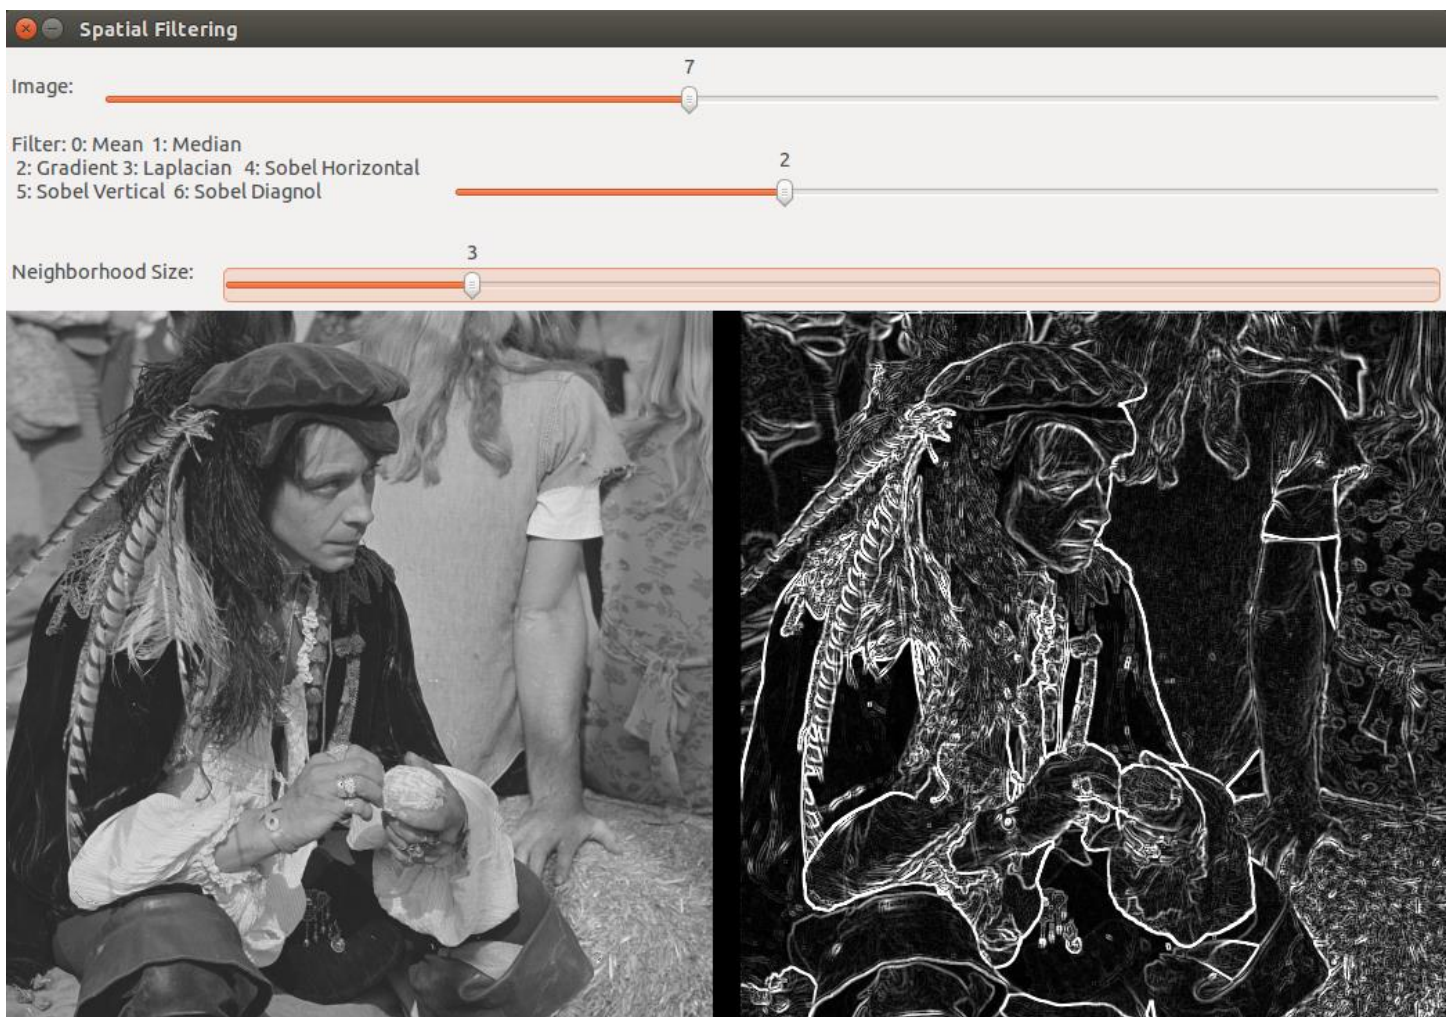 Spatial Filtering
7
Image:
Filter: 0: Mean 1: Median
2: Gradient 3: Laplacian 4: Sobel Horizontal
2
5: Sobel Vertical 6: Sobel Diagnol
3
Neighborhood Size: